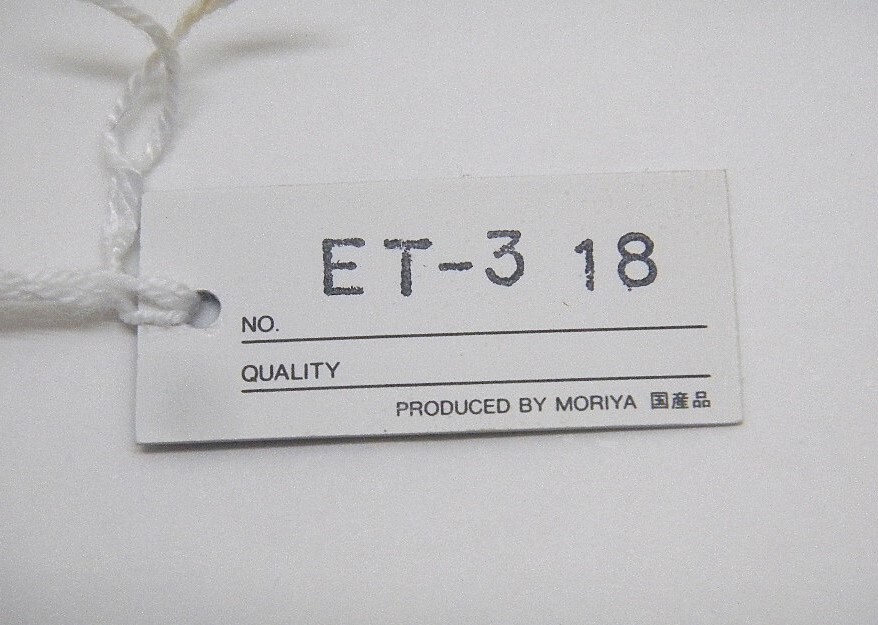 ET-3 18
NO.
QUALITY
PRODUCED BY MORIYA 国産品